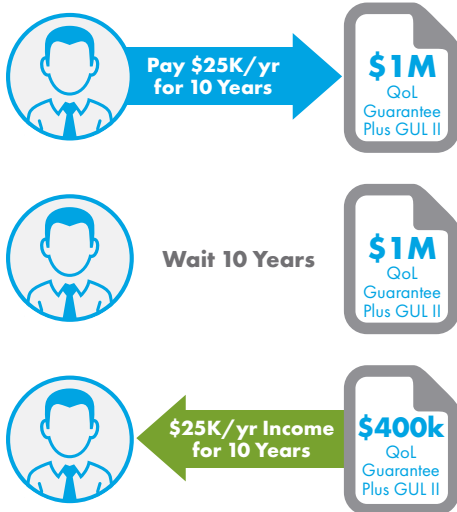 Pay $25K/yr
for 10 Years
$1M
QoL
Guarantee
Plus GUL II
Wait 10 Years
$1M
QoL
Guarantee
Plus GUL II
$25K/yr Income
for 10 Years
$400k
QoL
Guarantee
Plus GUL II